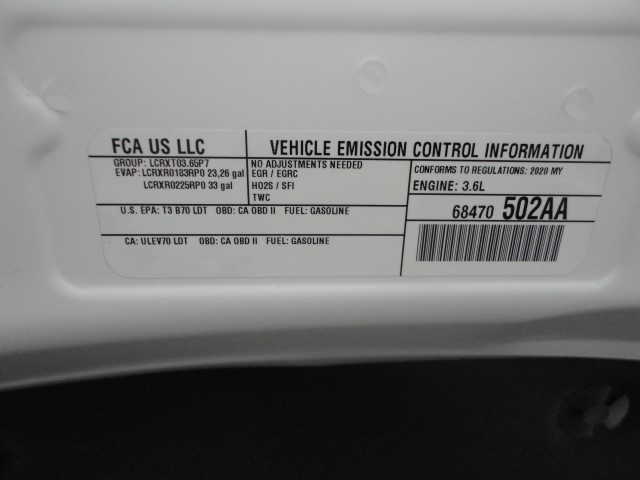 FCA US LLC
VEHICLE EMISSION CONTROL INFORMATION
GROUP: LCRXT03.65P7
EVAP: LCRXR0183RP0 23,26 gal
LCRXR0225RP0 33 gal
NO ADJUSTMENTS NEEDED
EGR / EGRC
HO2S / SFI
TWC
CONFORMS TO REGULATIONS: 2020 MY
ENGINE: 3.6L
U.S. EPA: T3 B70 LDT OBD: CA OBD II FUEL: GASOLINE
CA: ULEV70 LDT OBD: CA OBD II FUEL: GASOLINE
68470 502AA